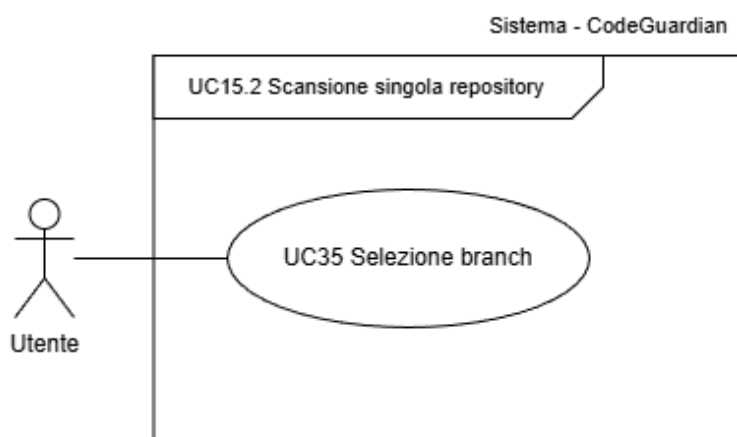 Sistema - CodeGuardian
UC15.2 Scansione singola repository
UC35 Selezione branch
Utente